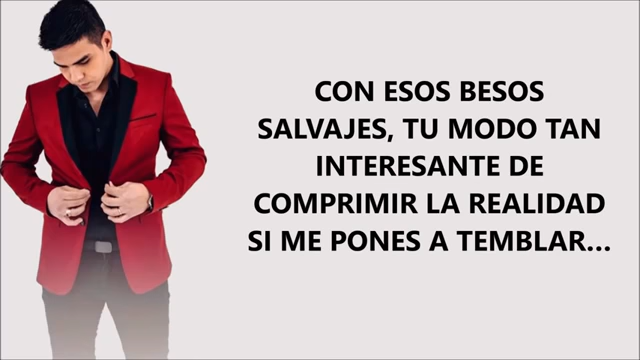 CON ESOS BESOS
SALVAJES, TU MODO TAN
INTERESANTE DE
COMPRIMIR LA REALIDAD
SI ME PONES A TEMBLAR...